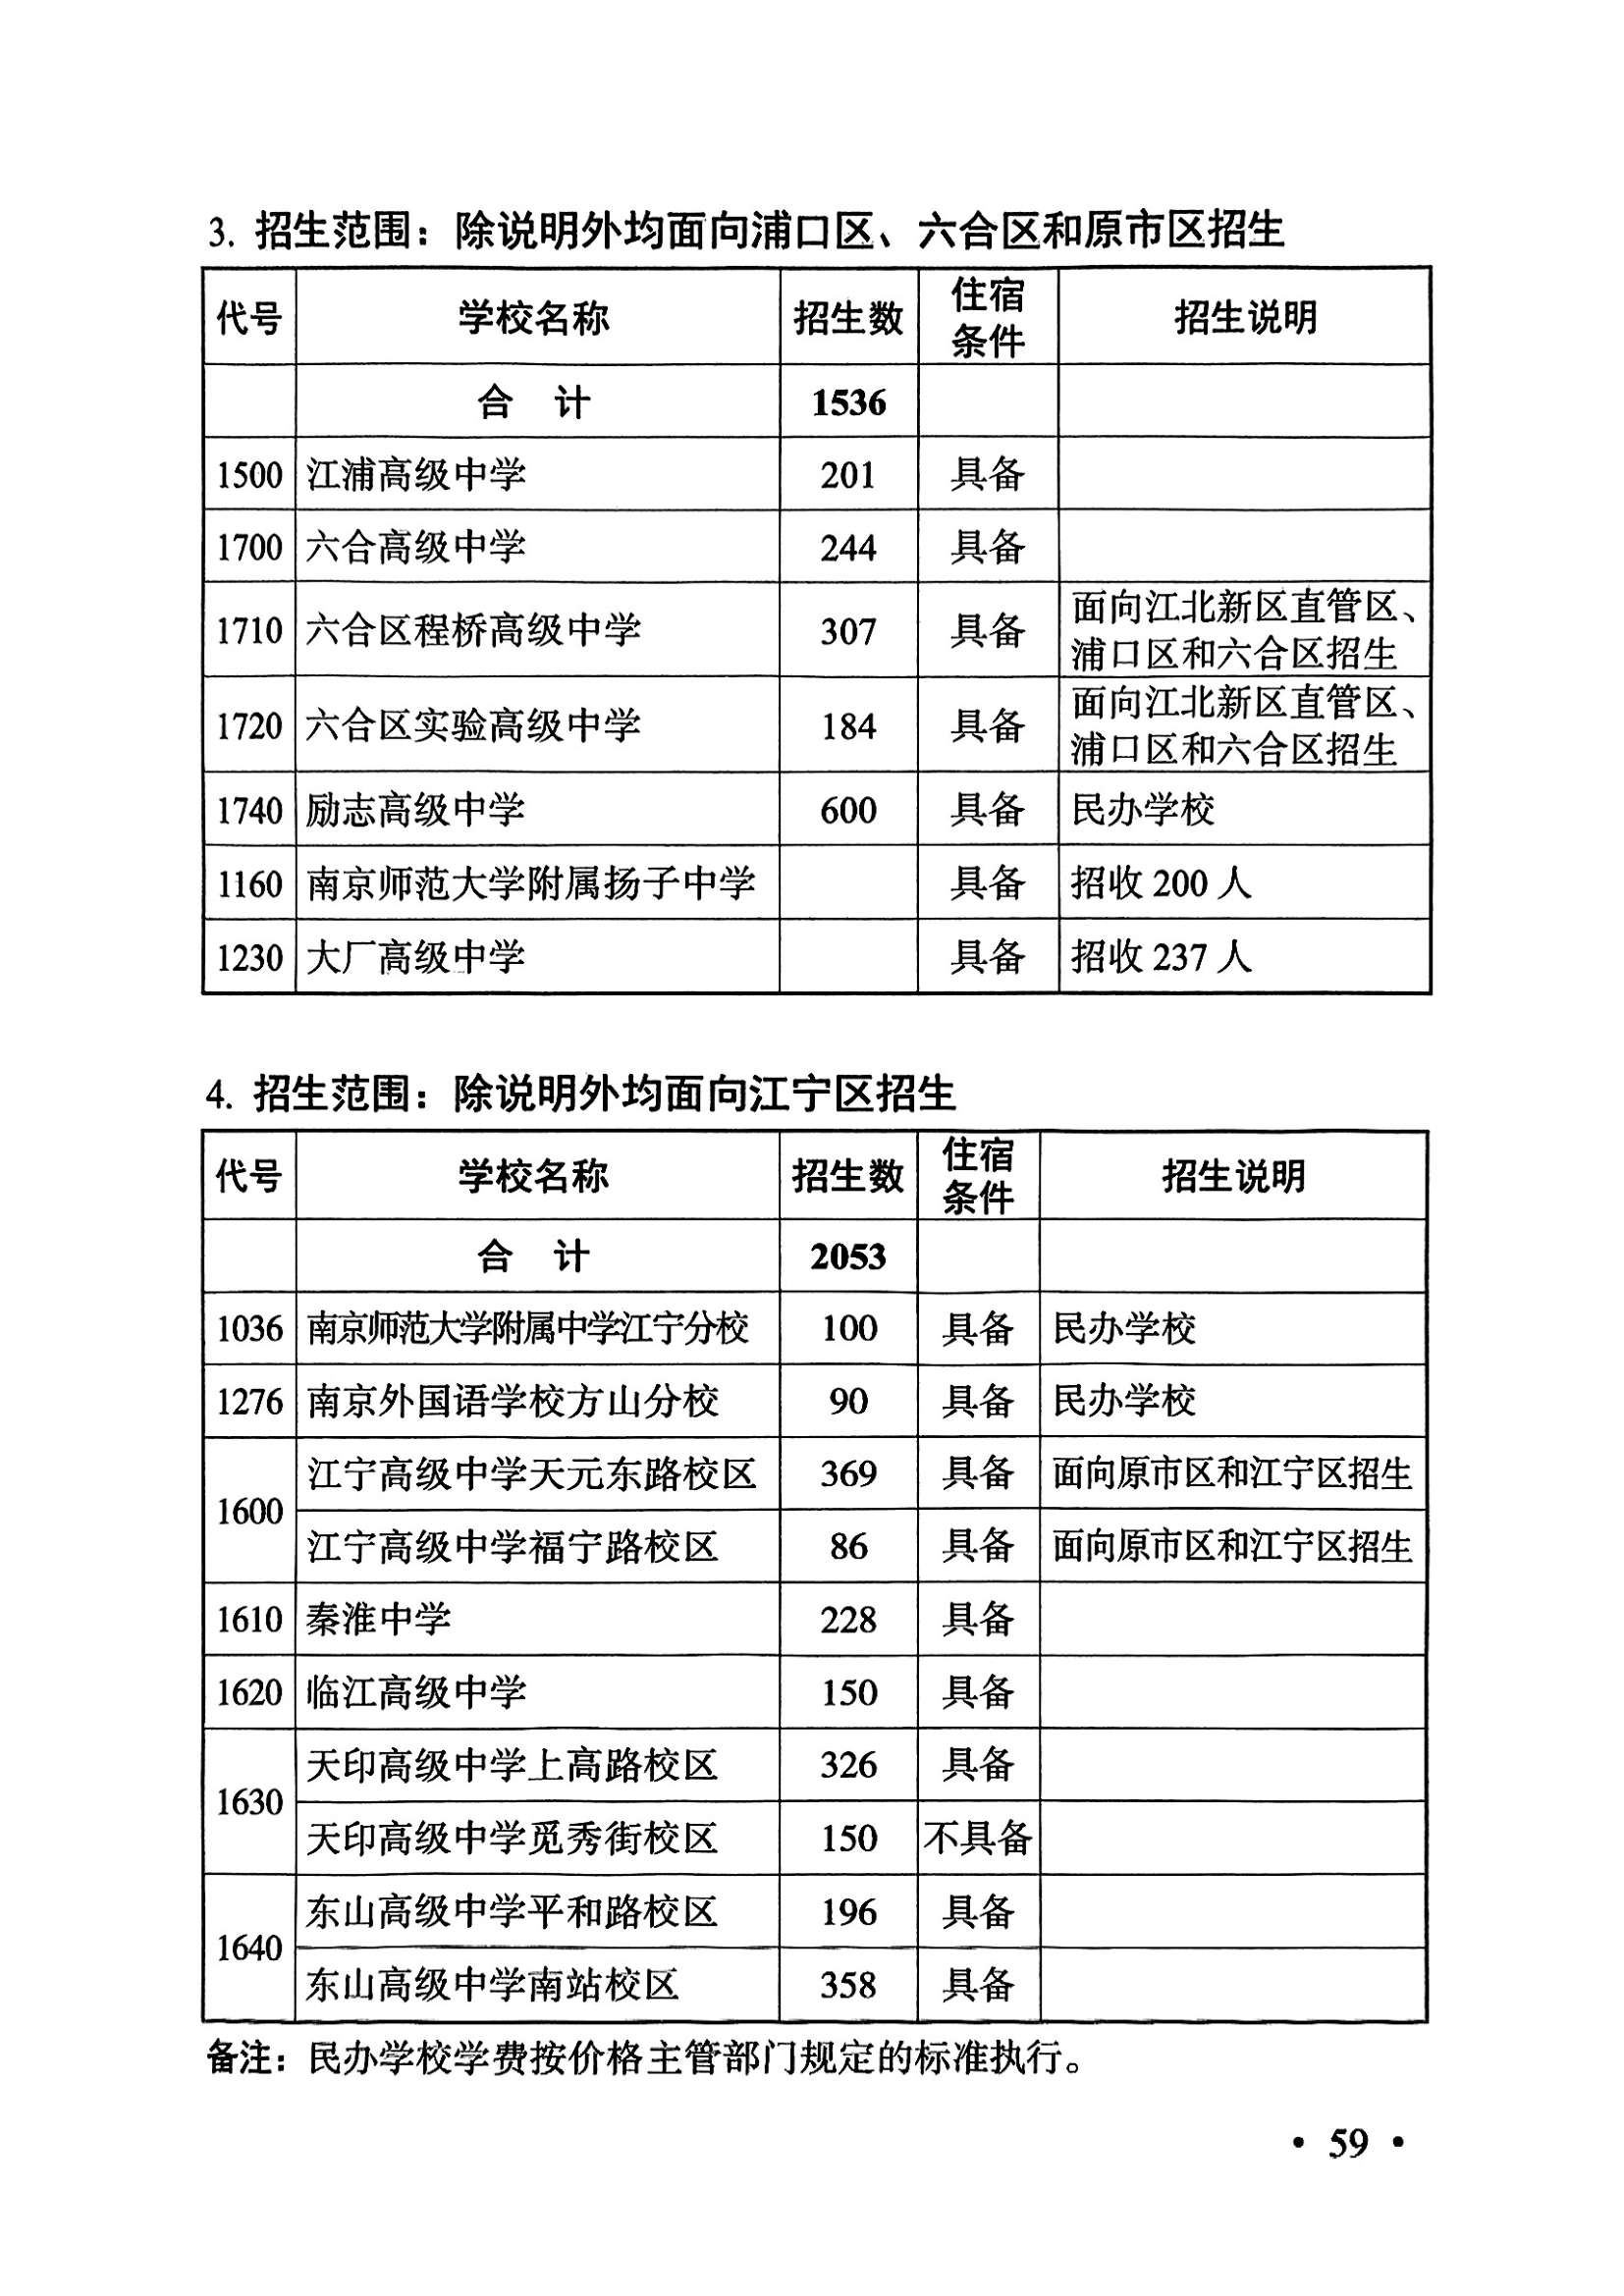 3. 招生范围：除说明外均面向浦口区、六合区和原市区招生
代号 学校名称 招生数 住宿条件 招生说明
合 计 1536
1500 江浦高级中学 201 具备
1700 六合高级中学 244 具备
1710 六合区程桥高级中学 307 具备 面向江北新区直管区、
浦口区和六合区招生
1720 六合区实验高级中学 184 具备 面向江北新区直管区、
浦口区和六合区招生
1740 励志高级中学 600 具备 民办学校
1160 南京师范大学附属扬子中学 具备 招收 200 人
1230 大厂高级中学 具备 招收 237 人
4. 招生范围：除说明外均面向江宁区招生
代号 学校名称 招生数 住宿条件 招生说明
合 计 2053
1036 南京师范大学附属中学江宁分校 100 具备 民办学校
1276 南京外国语学校方山分校 90 具备 民办学校
1600 江宁高级中学天元东路校区 369 具备 面向原市区和江宁区招生
江宁高级中学福宁路校区 86 具备 面向原市区和江宁区招生
1610 秦淮中学 228 具备
1620 临江高级中学 150 具备
1630 天印高级中学上高路校区 326 具备
天印高级中学觅秀街校区 150 不具备
1640 东山高级中学平和路校区 196 具备
东山高级中学南站校区 358 具备
备注：民办学校学费按价格主管部门规定的标准执行。
• 59 •